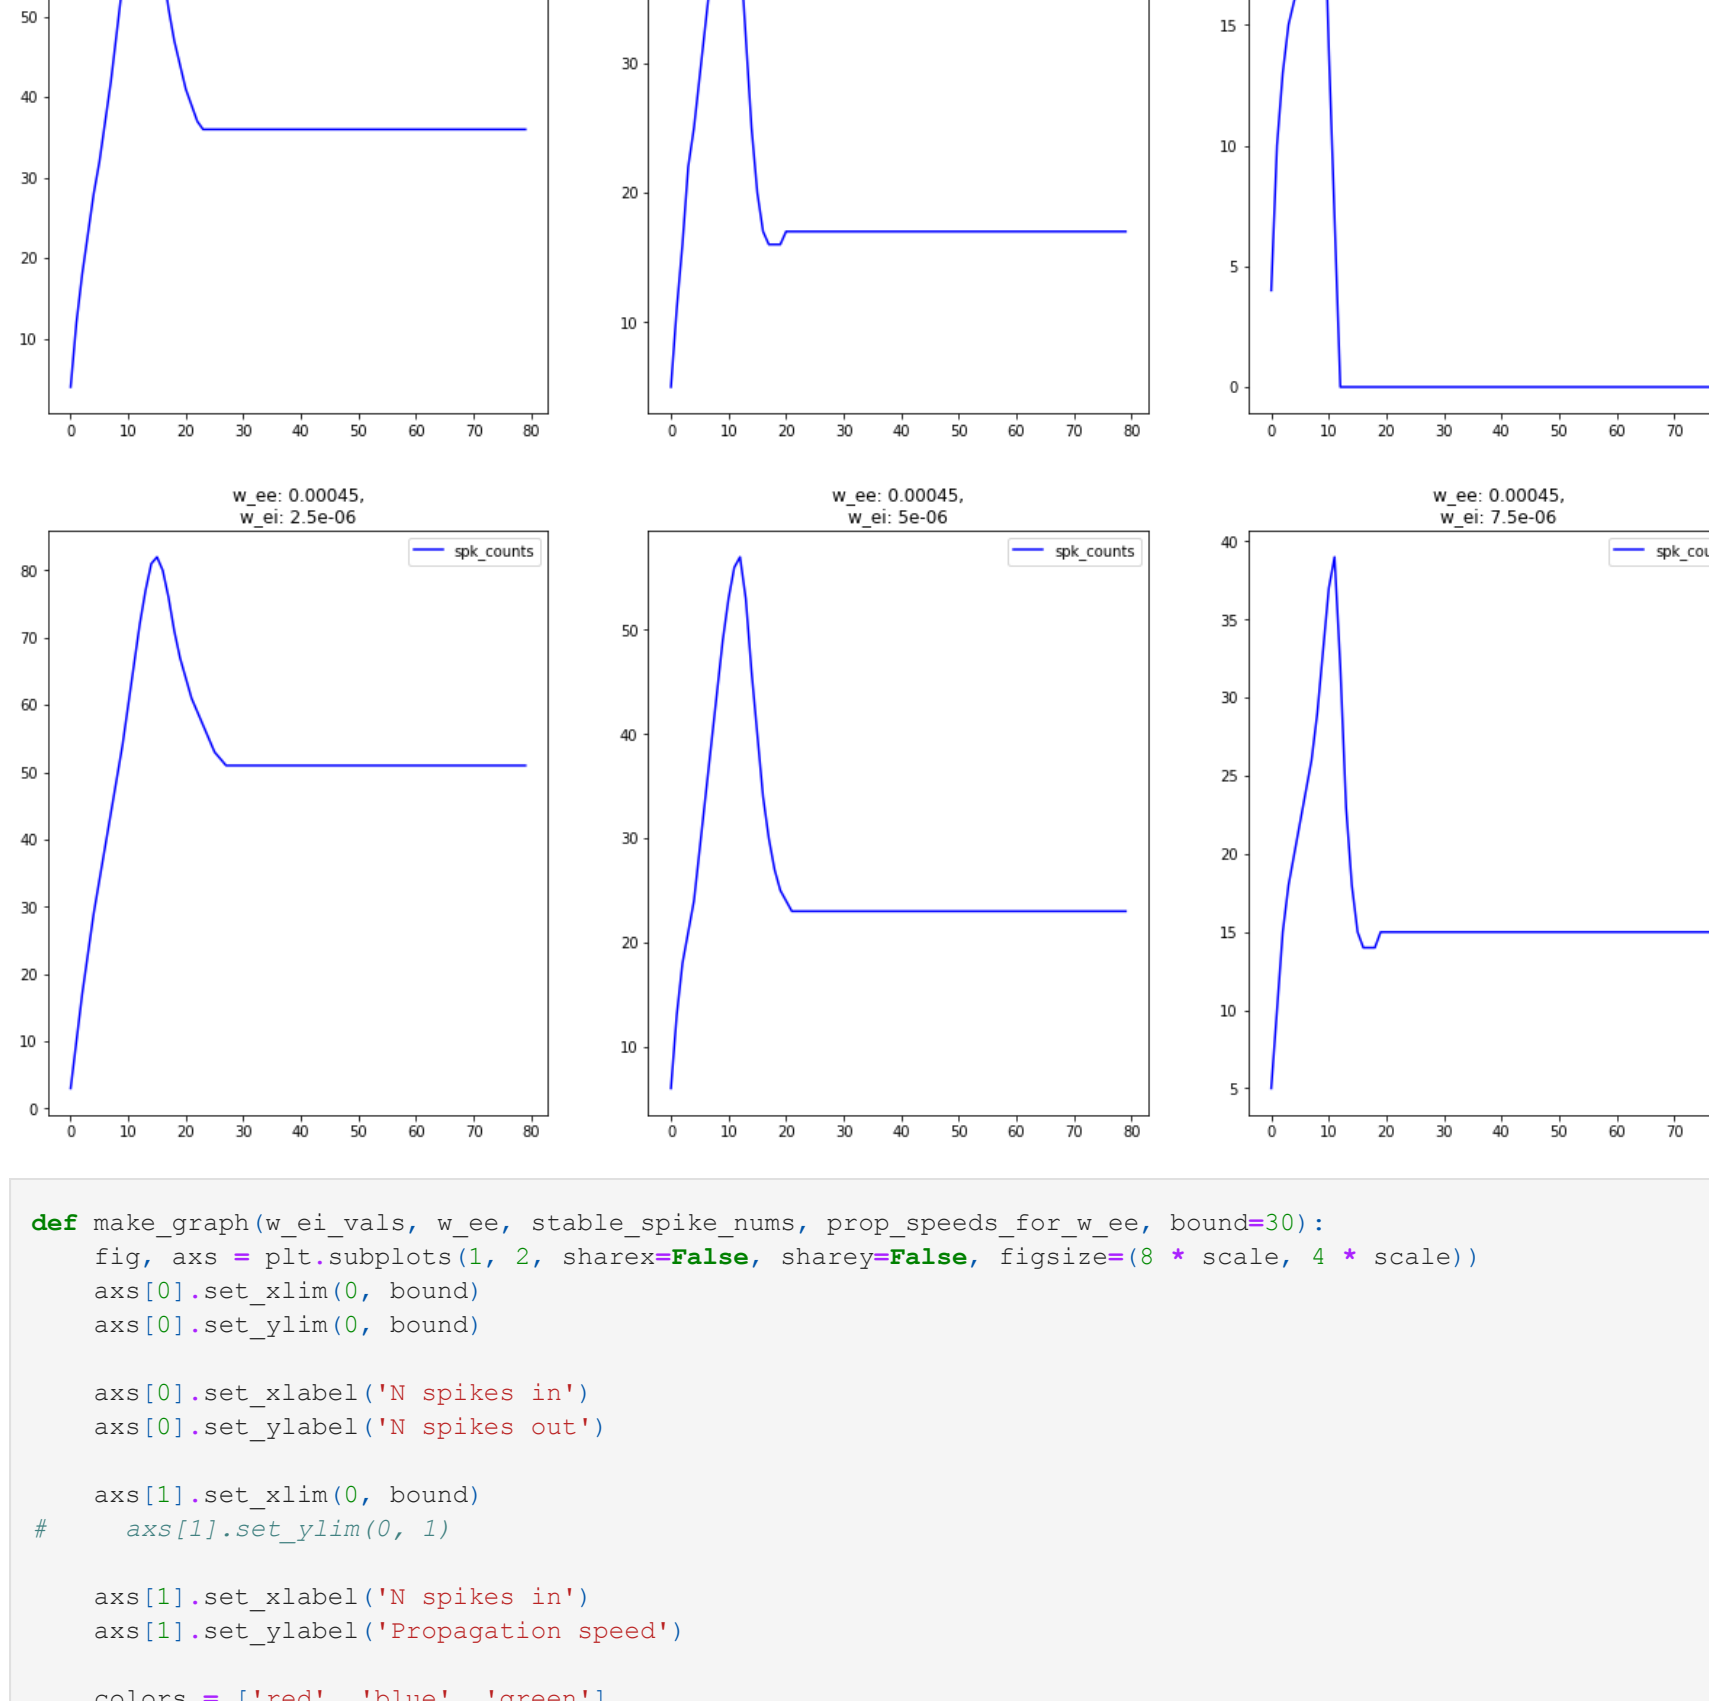 50
40
30
20
10
0 10 20 30 40 50 60 70 80
30
20
10
0 10 20 30 40 50 60 70 80
15
10
5
0
0 10 20 30 40 50 60 70
w_ee: 0.00045,
w_ei: 2.5e-06
spk_counts
80
70
60
50
40
30
20
10
0
0 10 20 30 40 50 60 70 80
w_ee: 0.00045,
w_ei: 5e-06
spk_counts
50
40
30
20
10
0 10 20 30 40 50 60 70 80
w_ee: 0.00045,
w_ei: 7.5e-06
spk_cou
40
35
30
25
20
15
10
5
0 10 20 30 40 50 60 70
def make_graph(w_ei_vals, w_ee, stable_spike_nums, prop_speeds_for_w_ee, bound=30):
    fig, axs = plt.subplots(1, 2, sharex=False, sharey=False, figsize=(8 * scale, 4 * scale))
    axs[0].set_xlim(0, bound)
    axs[0].set_ylim(0, bound)
    axs[0].set_xlabel('N spikes in')
    axs[0].set_ylabel('N spikes out')
    axs[1].set_xlim(0, bound)
#     axs[1].set_ylim(0, 1)
    axs[1].set_xlabel('N spikes in')
    axs[1].set_ylabel('Propagation speed')
    colors = ['red', 'blue', 'green']